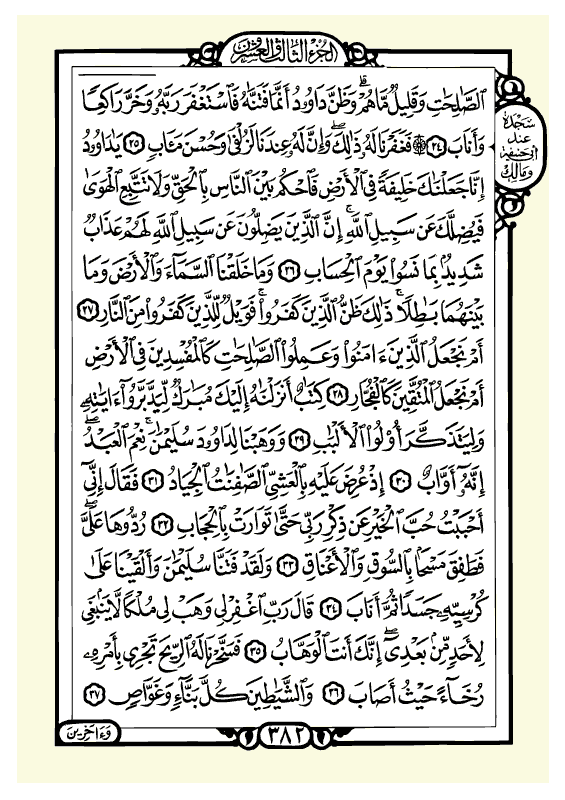 الجزء الثالث والعشرون
ٱلصَّٰلِحَٰتِ وَقَلِيلٌ مَّا هُمْ ۗ وَظَنَّ دَاوُۥدُ أَنَّمَا فَتَنَّٰهُ فَٱسْتَغْفَرَ رَبَّهُۥ وَخَرَّ رَاكِعًا
وَأَنَابَ ۩ ٢٤ فَغَفَرْنَا لَهُۥ ذَٰلِكَ ۖ وَإِنَّ لَهُۥ عِندَنَا لَزُلْفَىٰ وَحُسْنَ مَـَٔابٍ ٢٥ يَٰدَاوُۥدُ
إِنَّا جَعَلْنَٰكَ خَلِيفَةً فِى ٱلْأَرْضِ فَٱحْكُم بَيْنَ ٱلنَّاسِ بِٱلْحَقِّ وَلَا تَتَّبِعِ ٱلْهَوَىٰ
فَيُضِلَّكَ عَن سَبِيلِ ٱللَّهِ ۚ إِنَّ ٱلَّذِينَ يَضِلُّونَ عَن سَبِيلِ ٱللَّهِ لَهُمْ عَذَابٌ
شَدِيدٌۢ بِمَا نَسُوا۟ يَوْمَ ٱلْحِسَابِ ٢٦ وَمَا خَلَقْنَا ٱلسَّمَآءَ وَٱلْأَرْضَ وَمَا
بَيْنَهُمَا بَٰطِلًا ۚ ذَٰلِكَ ظَنُّ ٱلَّذِينَ كَفَرُوا۟ ۚ فَوَيْلٌ لِّلَّذِينَ كَفَرُوا۟ مِنَ ٱلنَّارِ ٢٧
أَمْ نَجْعَلُ ٱلَّذِينَ ءَامَنُوا۟ وَعَمِلُوا۟ ٱلصَّٰلِحَٰتِ كَٱلْمُفْسِدِينَ فِى ٱلْأَرْضِ
أَمْ نَجْعَلُ ٱلْمُتَّقِينَ كَٱلْفُجَّارِ ٢٨ كِتَٰبٌ أَنزَلْنَٰهُ إِلَيْكَ مُبَٰرَكٌ لِّيَدَّبَّرُوٓا۟ ءَايَٰتِهِۦ
وَلِيَتَذَكَّرَ أُو۟لُوا۟ ٱلْأَلْبَٰبِ ٢٩ وَوَهَبْنَا لِدَاوُۥدَ سُلَيْمَٰنَ ۚ نِعْمَ ٱلْعَبْدُ ۖ
إِنَّهُۥٓ أَوَّابٌ ٣٠ إِذْ عُرِضَ عَلَيْهِ بِٱلْعَشِىِّ ٱلصَّٰفِنَٰتُ ٱلْجِيَادُ ٣١ فَقَالَ إِنِّىٓ
أَحْبَبْتُ حُبَّ ٱلْخَيْرِ عَن ذِكْرِ رَبِّى حَتَّىٰ تَوَارَتْ بِٱلْحِجَابِ ٣٢ رُدُّوهَا عَلَىَّ ۖ
فَطَفِقَ مَسْحًۢا بِٱلسُّوقِ وَٱلْأَعْنَاقِ ٣٣ وَلَقَدْ فَتَنَّا سُلَيْمَٰنَ وَأَلْقَيْنَا عَلَىٰ
كُرْسِيِّهِۦ جَسَدًا ثُمَّ أَنَابَ ٣٤ قَالَ رَبِّ ٱغْفِرْ لِى وَهَبْ لِى مُلْكًا لَّا يَنۢبَغِى
لِأَحَدٍ مِّنۢ بَعْدِىٓ ۖ إِنَّكَ أَنتَ ٱلْوَهَّابُ ٣٥ فَسَخَّرْنَا لَهُ ٱلرِّيحَ تَجْرِى بِأَمْرِهِۦ
رُخَآءً حَيْثُ أَصَابَ ٣٦ وَٱلشَّيَٰطِينَ كُلَّ بَنَّآءٍ وَغَوَّاصٍ ٣٧
سجدة
عند
الحنفية
ومالك
٣٨٢
وَءَاخَرِينَ